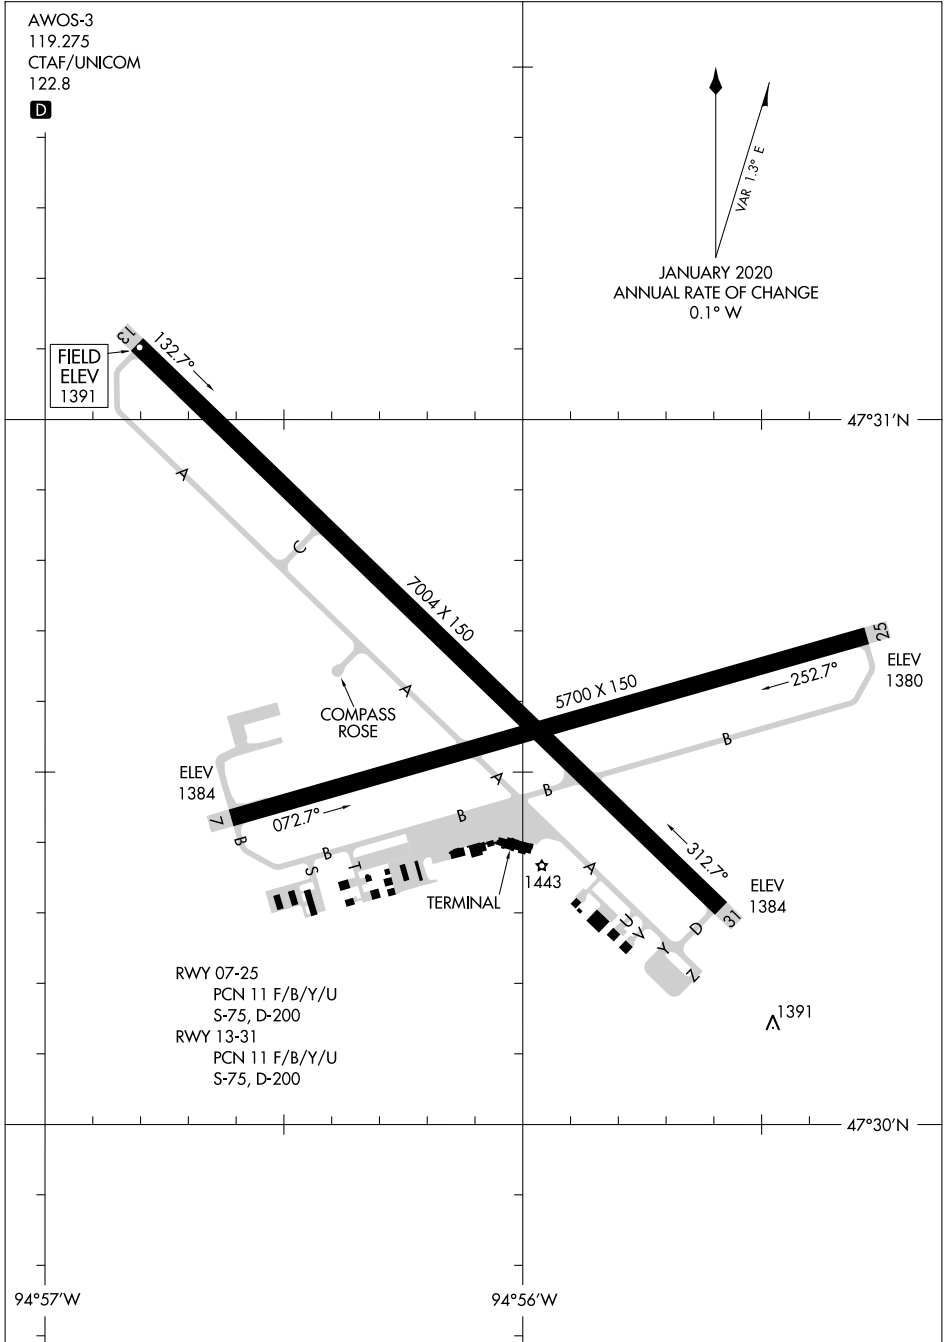 AWOS-3
119.275
CTAF/UNICOM
122.8
D
VAR 1.3° E
JANUARY 2020
ANNUAL RATE OF CHANGE
0.1° W
13
132.7°
FIELD
ELEV
1391
47°31'N
A
C
7004 X 150
25
ELEV
1380
252.7°
5700 X 150
A
COMPASS
ROSE
B
ELEV
1384
A
B
7
072.7°
B
B
B
S
T
TERMINAL
1443
A
312.7°
ELEV
1384
31
U
V
D
Y
Z
RWY 07-25
PCN 11 F/B/Y/U
S-75, D-200
RWY 13-31
PCN 11 F/B/Y/U
S-75, D-200
1391
47°30'N
94°57'W
94°56'W